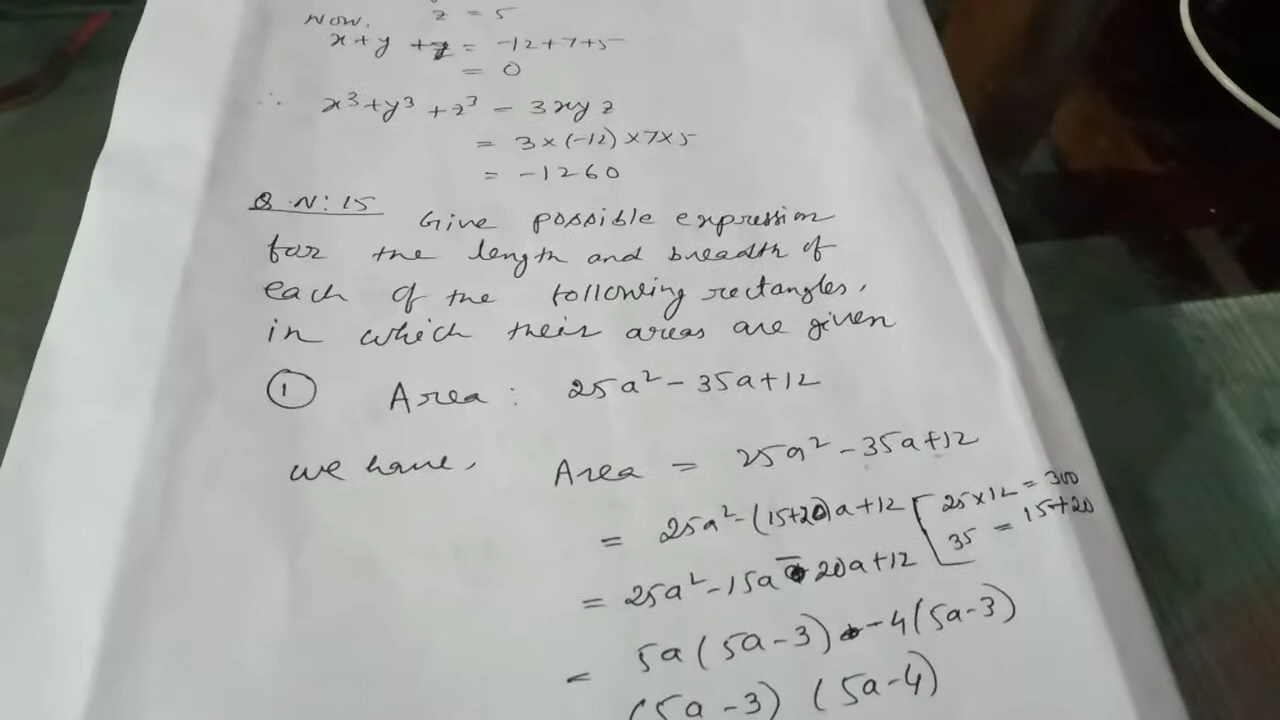 z = 5
Now,
x+y+z = -12+7+5
= 0
∴ x³+y³+z³ - 3xyz
= 3×(-12)×7×5
= -1260
Q.N: 15 Give possible expression
for the length and breadth of
each of the following rectangles,
in which their areas are given
① Area : 25a²-35a+12
we have, Area = 25a²-35a+12
= 25a²-(15+20)a+12 [25×12 = 300
35 = 15+20
= 25a²-15a-20a+12
= 5a(5a-3) -4(5a-3)
(5a-3) (5a-4)